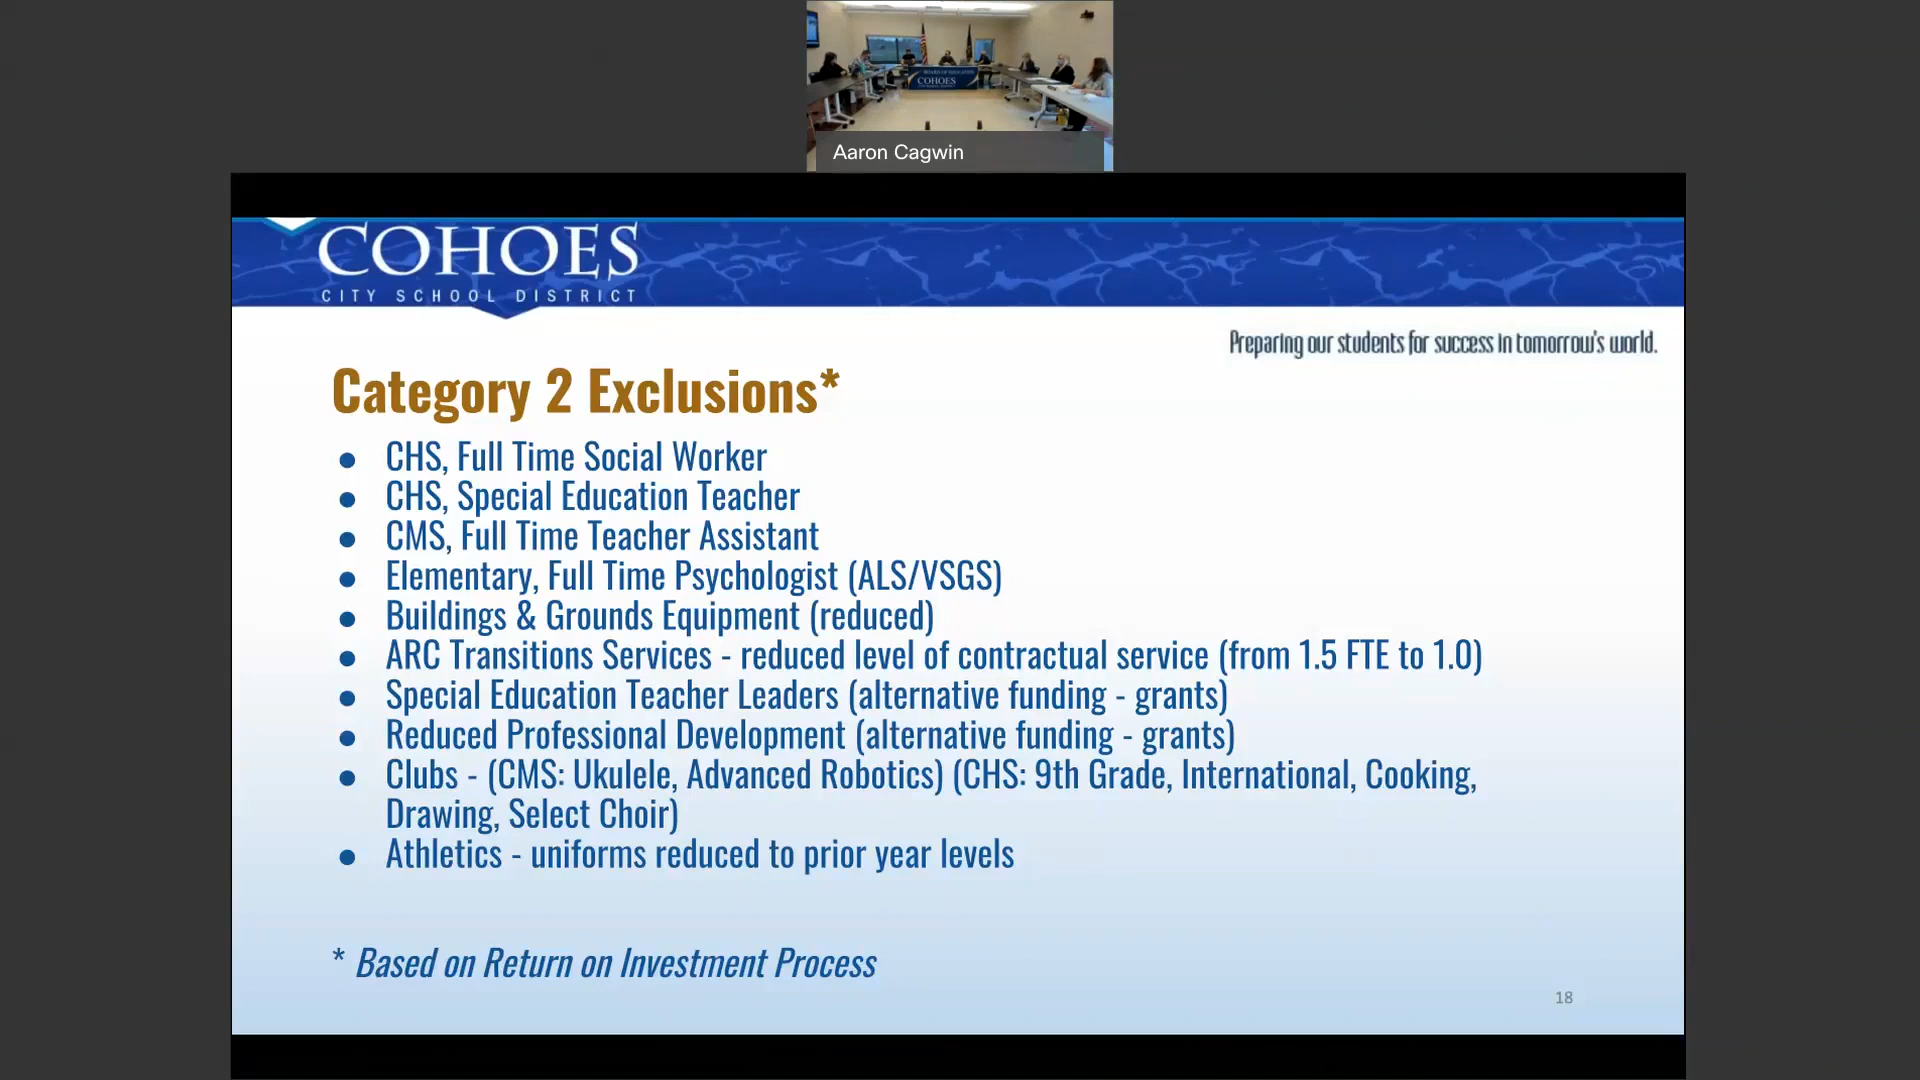 BOARD OF EDUCATION
COHOES
Aaron Cagwin
COHOES
CITY SCHOOL DISTRICT
Preparing our students for success in tomorrow's world.
Category 2 Exclusions*
● CHS, Full Time Social Worker
● CHS, Special Education Teacher
● CMS, Full Time Teacher Assistant
● Elementary, Full Time Psychologist (ALS/VSGS)
● Buildings & Grounds Equipment (reduced)
● ARC Transitions Services - reduced level of contractual service (from 1.5 FTE to 1.0)
● Special Education Teacher Leaders (alternative funding - grants)
● Reduced Professional Development (alternative funding - grants)
● Clubs - (CMS: Ukulele, Advanced Robotics) (CHS: 9th Grade, International, Cooking,
Drawing, Select Choir)
● Athletics - uniforms reduced to prior year levels
* Based on Return on Investment Process
18